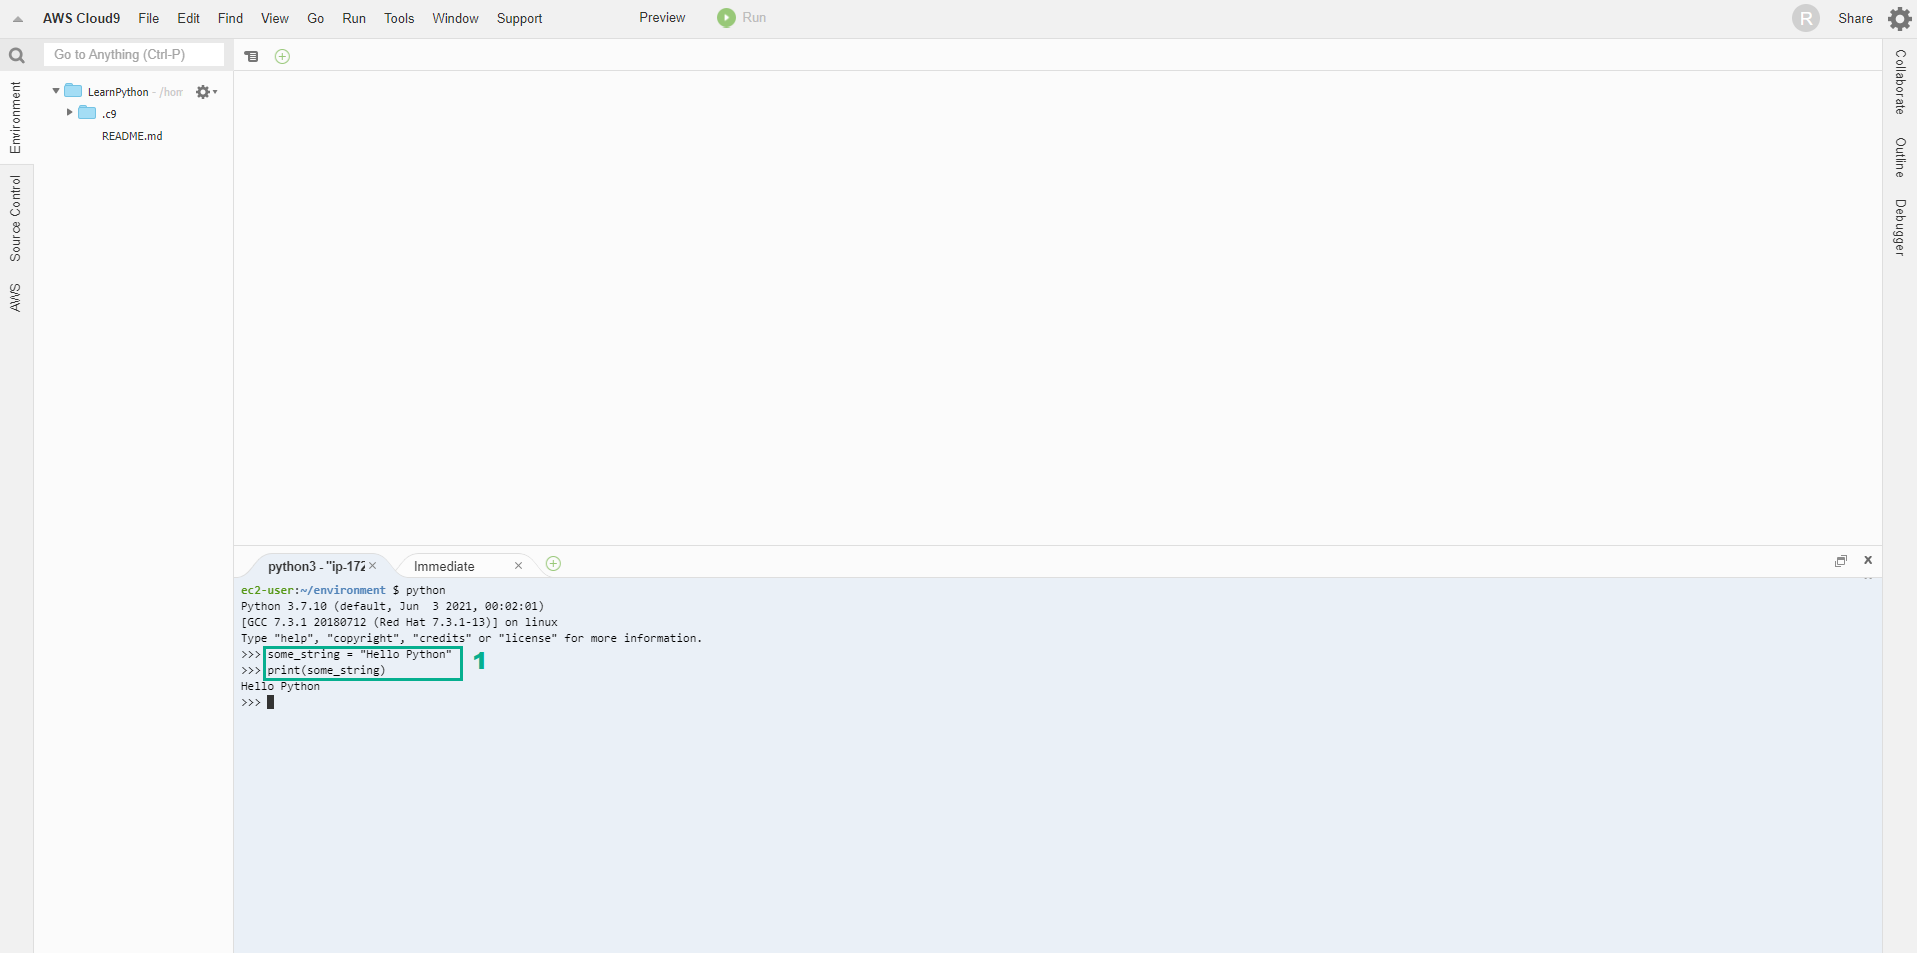 AWS Cloud9 File Edit Find View Go Run Tools Window Support Preview Run R Share
Go to Anything (Ctrl-P)
Environment
Source Control
AWS
LearnPython - /hom
.c9
README.md
Collaborate
Outline
Debugger
python3 - "ip-172 × Immediate ×
ec2-user:~/environment $ python
Python 3.7.10 (default, Jun  3 2021, 00:02:01)
[GCC 7.3.1 20180712 (Red Hat 7.3.1-13)] on linux
Type "help", "copyright", "credits" or "license" for more information.
>>> some_string = "Hello Python"
>>> print(some_string)
1
Hello Python
>>>